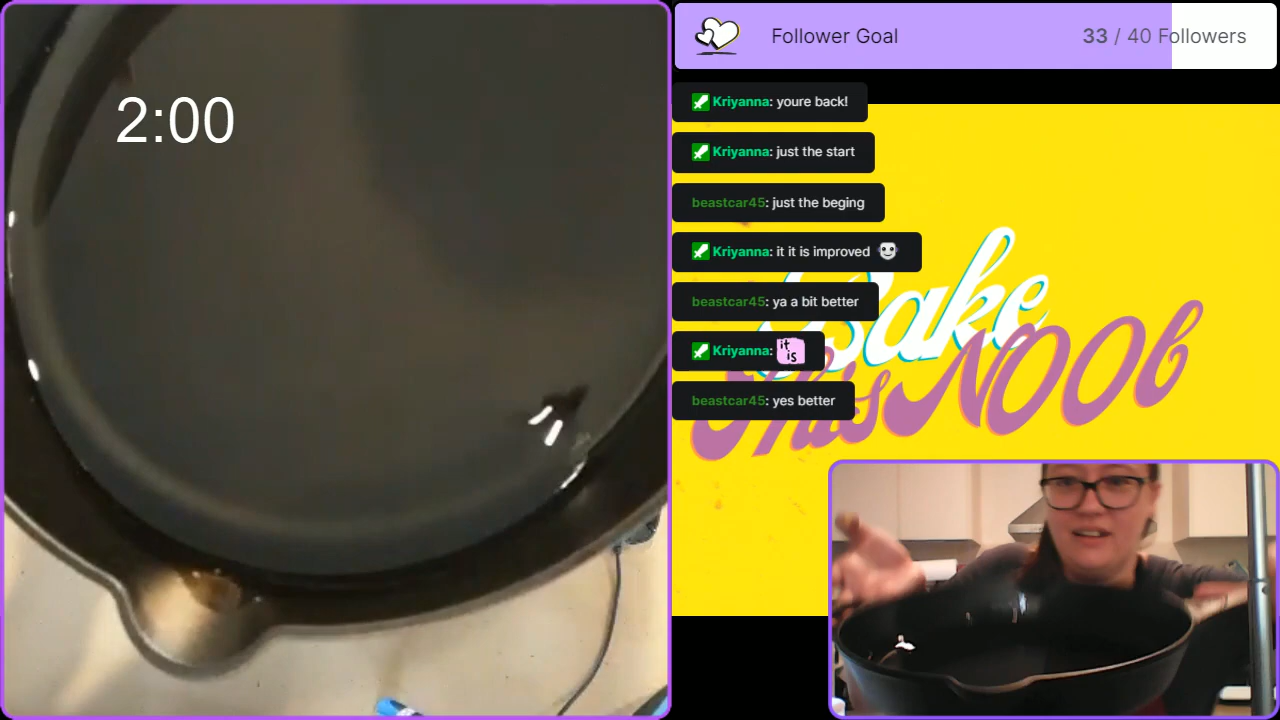 2:00
Follower Goal
33 / 40 Followers
Kriyanna: youre back!
Kriyanna: just the start
beastcar45: just the beging
Kriyanna: it it is improved
beastcar45: ya a bit better
Kriyanna: it is
beastcar45: yes better
Bake
This NOOb